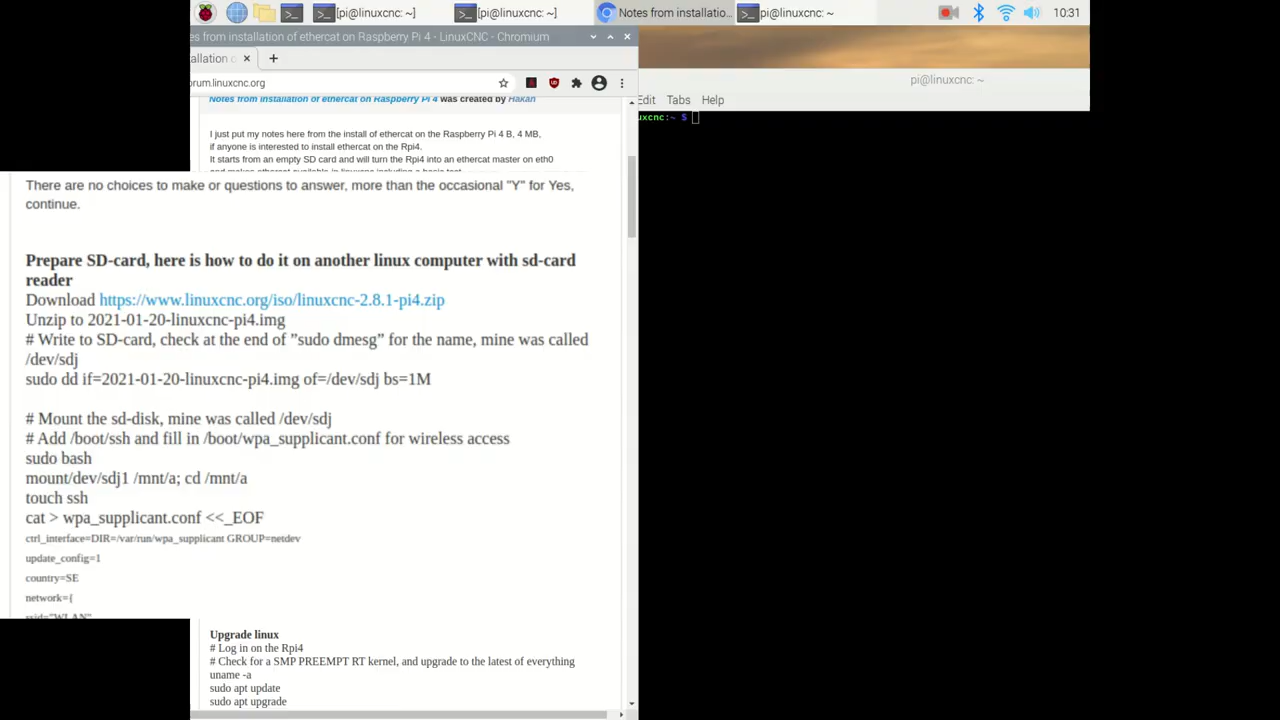 [pi@linuxcnc: ~]
[pi@linuxcnc: ~]
Notes from installatio...
pi@linuxcnc: ~
10:31
es from installation of ethercat on Raspberry Pi 4 - LinuxCNC - Chromium
allation o
orum.linuxcnc.org
pi@linuxcnc: ~
Edit Tabs Help
uxcnc:~ $
Notes from installation of ethercat on Raspberry Pi 4 was created by Hakan
I just put my notes here from the install of ethercat on the Raspberry Pi 4 B, 4 MB,
if anyone is interested to install ethercat on the Rpi4.
It starts from an empty SD card and will turn the Rpi4 into an ethercat master on eth0
There are no choices to make or questions to answer, more than the occasional "Y" for Yes,
continue.
Prepare SD-card, here is how to do it on another linux computer with sd-card
reader
Download https://www.linuxcnc.org/iso/linuxcnc-2.8.1-pi4.zip
Unzip to 2021-01-20-linuxcnc-pi4.img
# Write to SD-card, check at the end of ”sudo dmesg” for the name, mine was called
/dev/sdj
sudo dd if=2021-01-20-linuxcnc-pi4.img of=/dev/sdj bs=1M
# Mount the sd-disk, mine was called /dev/sdj
# Add /boot/ssh and fill in /boot/wpa_supplicant.conf for wireless access
sudo bash
mount/dev/sdj1 /mnt/a; cd /mnt/a
touch ssh
cat > wpa_supplicant.conf <<_EOF
ctrl_interface=DIR=/var/run/wpa_supplicant GROUP=netdev
update_config=1
country=SE
network={
ssid="WLAN"
Upgrade linux
# Log in on the Rpi4
# Check for a SMP PREEMPT RT kernel, and upgrade to the latest of everything
uname -a
sudo apt update
sudo apt upgrade